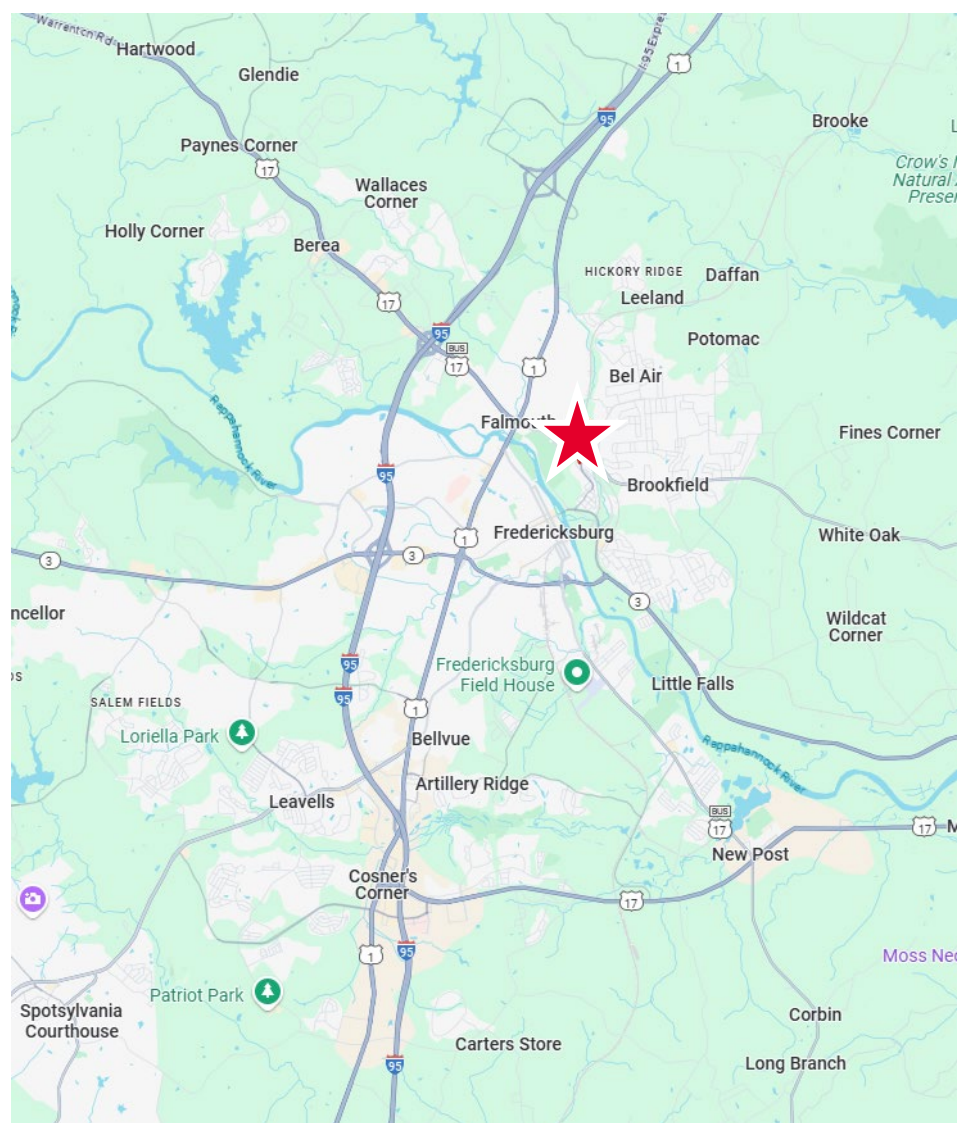 Warrenton Rd
Hartwood
I-95 Expre
1
Glendie
95
Brooke
Paynes Corner
17
Crow's
Natural
Preser
Wallaces
Corner
Holly Corner
Berea
HICKORY RIDGE
Daffan
Leeland
17
95
BUS
17
1
Potomac
Bel Air
Rappahannock
River
Falmouth
Fines Corner
95
Brookfield
Fredericksburg
1
White Oak
3
3
3
ncellor
Wildcat
Corner
95
Fredericksburg
Field House
Little Falls
95
SALEM FIELDS
1
Loriella Park
Bellvue
Rappahannock
River
Artillery Ridge
Leavells
BUS
17
17
M
New Post
Cosner's
Corner
17
1
95
Moss Nec
Patriot Park
Spotsylvania
Courthouse
Corbin
Carters Store
Long Branch
95